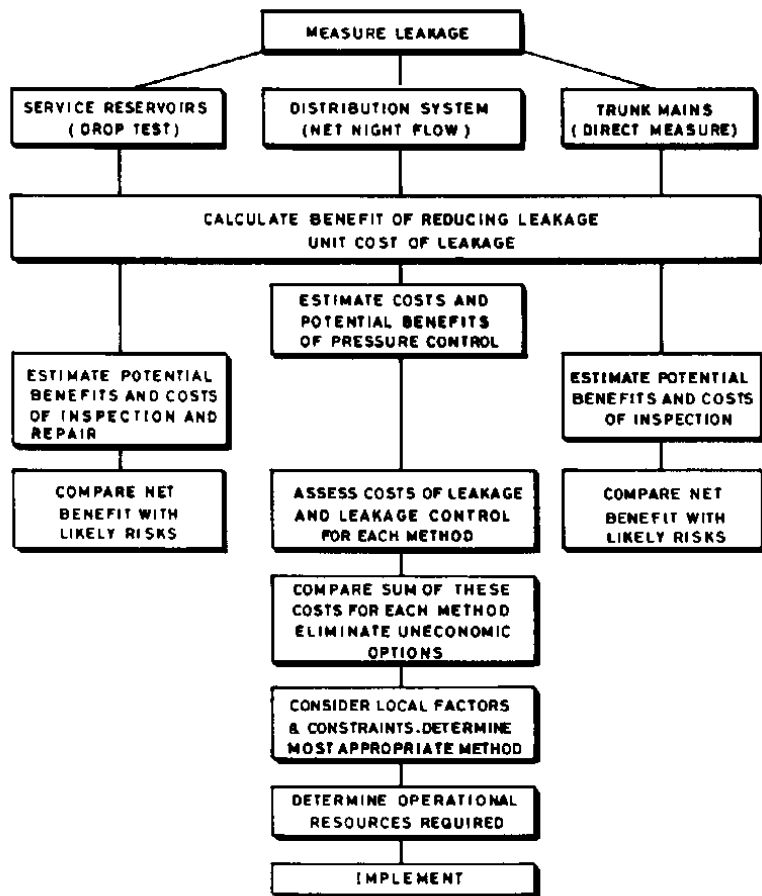 MEASURE LEAKAGE
SERVICE RESERVOIRS
(DROP TEST)
DISTRIBUTION SYSTEM
(NET NIGHT FLOW)
TRUNK MAINS
(DIRECT MEASURE)
CALCULATE BENEFIT OF REDUCING LEAKAGE
UNIT COST OF LEAKAGE
ESTIMATE COSTS AND
POTENTIAL BENEFITS
OF PRESSURE CONTROL
ESTIMATE POTENTIAL
BENEFITS AND COSTS
OF INSPECTION AND
REPAIR
ESTIMATE POTENTIAL
BENEFITS AND COSTS
OF INSPECTION
COMPARE NET
BENEFIT WITH
LIKELY RISKS
ASSESS COSTS OF LEAKAGE
AND LEAKAGE CONTROL
FOR EACH METHOD
COMPARE NET
BENEFIT WITH
LIKELY RISKS
COMPARE SUM OF THESE
COSTS FOR EACH METHOD
ELIMINATE UNECONOMIC
OPTIONS
CONSIDER LOCAL FACTORS
& CONSTRAINTS.DETERMINE
MOST APPROPRIATE METHOD
DETERMINE OPERATIONAL
RESOURCES REQUIRED
IMPLEMENT